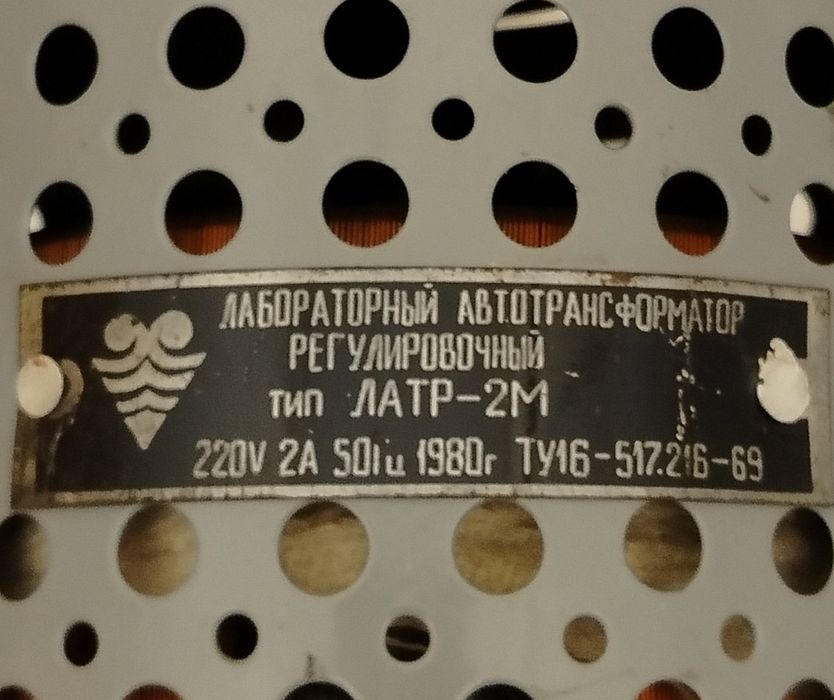 ЛАБОРАТОРНЫЙ АВТОТРАНСФОРМАТОР
РЕГУЛИРОВОЧНЫЙ
тип ЛАТР-2М
220V 2А 50гц 1980г ТУ16-517.216-69